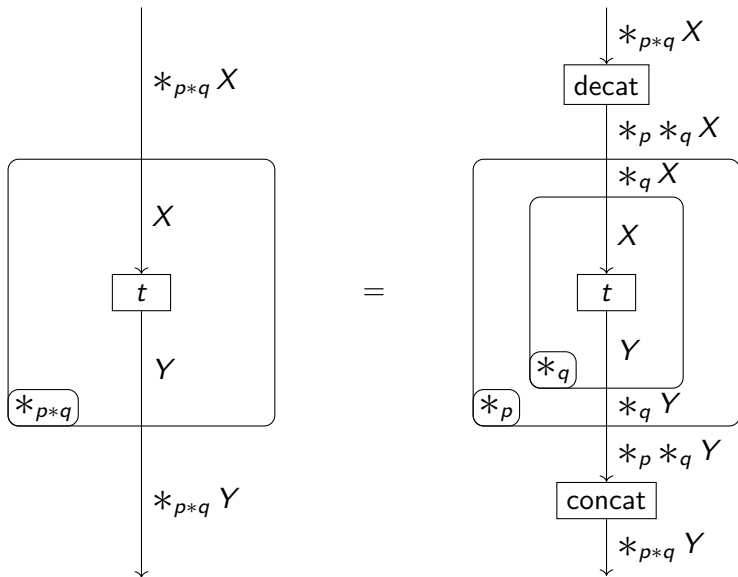 ∗p∗q X
X
t
Y
∗p∗q
∗p∗q Y
=
∗p∗q X
decat
∗p ∗q X
∗q X
X
t
Y
∗q
∗q Y
∗p
∗p ∗q Y
concat
∗p∗q Y